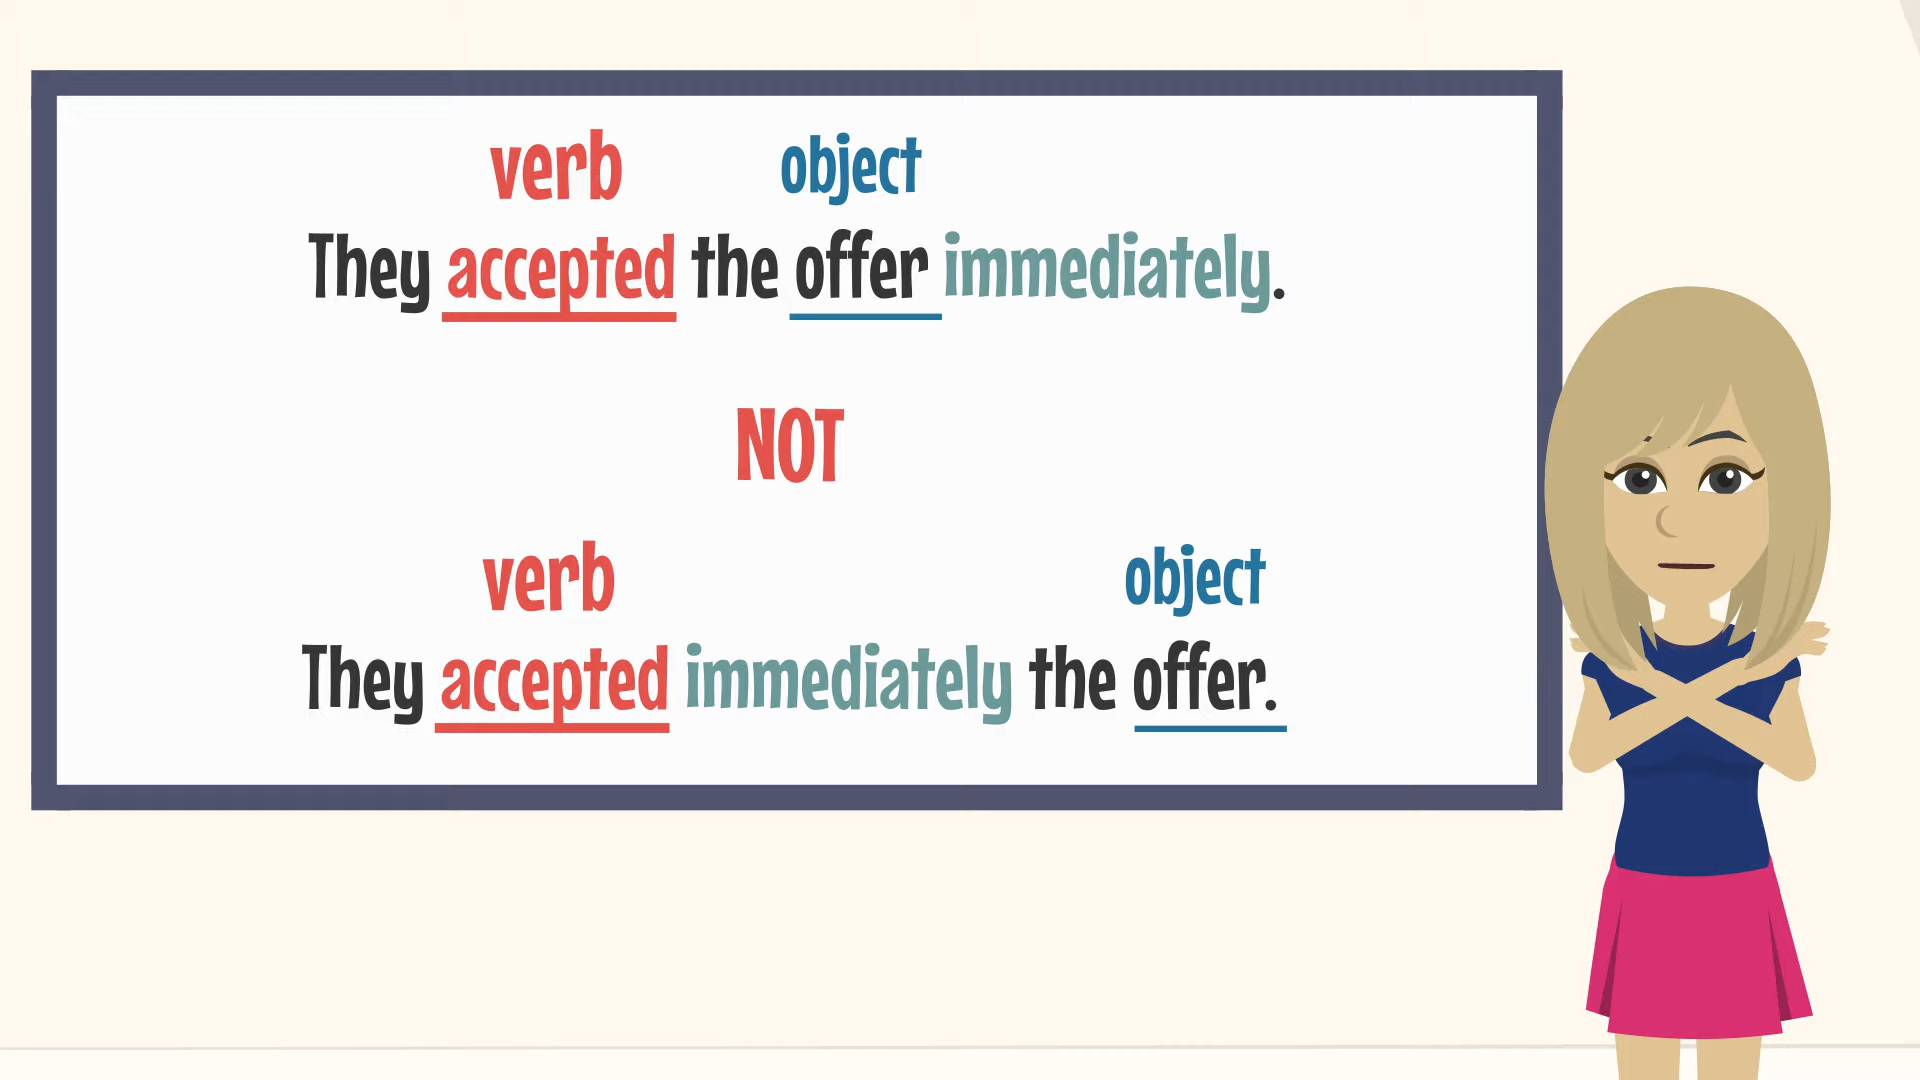 verb object
They accepted the offer immediately.
NOT
verb object
They accepted immediately the offer.